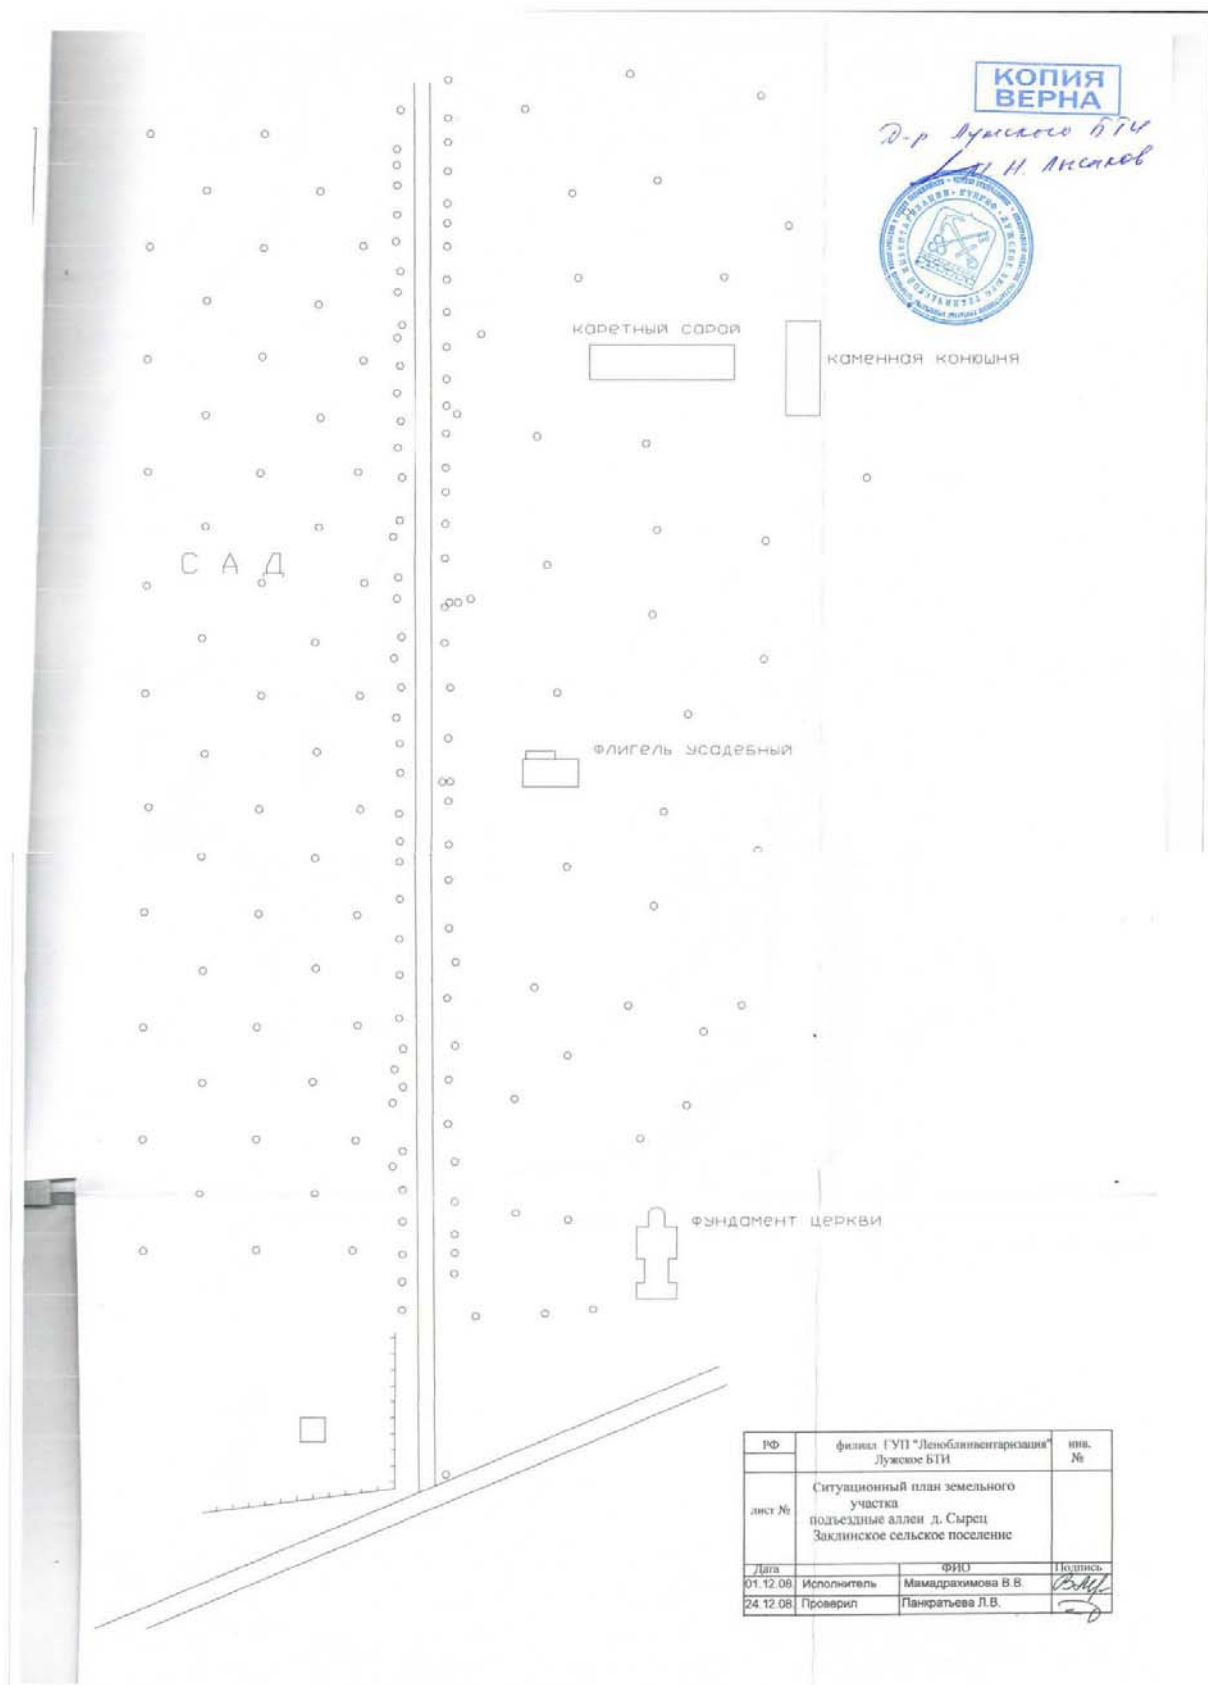 КОПИЯ
ВЕРНА
Д-р Лужского БТИ
каретный сарай
каменная конюшня
С А Д
Флигель усадебный
Фундамент церкви
РФ
филиал ГУП "Леноблинвентаризация"
Лужское БТИ
инв.
№
лист №
Ситуационный план земельного
участка
подъездные аллеи д. Сырец
Заклинское сельское поселение
Дата ФИО Подпись
01.12.08 Исполнитель Мамадрахимова В.В.
24.12.08 Проверил Панкратьева Л.В.